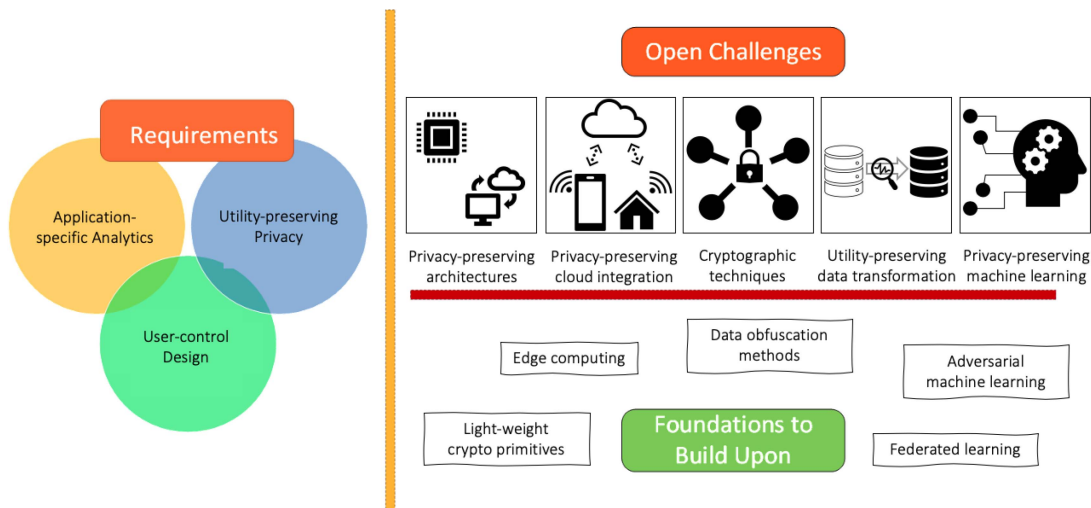 Requirements
Application-
specific Analytics
Utility-preserving
Privacy
User-control
Design
Open Challenges
Privacy-preserving
architectures
Privacy-preserving
cloud integration
Cryptographic
techniques
Utility-preserving
data transformation
Privacy-preserving
machine learning
Edge computing
Data obfuscation
methods
Adversarial
machine learning
Light-weight
crypto primitives
Foundations to
Build Upon
Federated learning